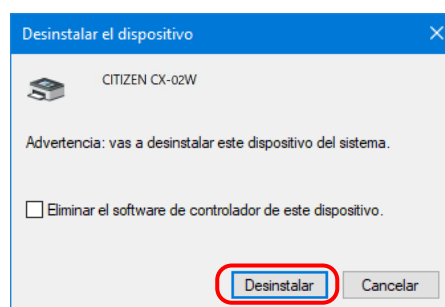 Desinstalar el dispositivo
CITIZEN CX-02W
Advertencia: vas a desinstalar este dispositivo del sistema.
Eliminar el software de controlador de este dispositivo.
Desinstalar Cancelar